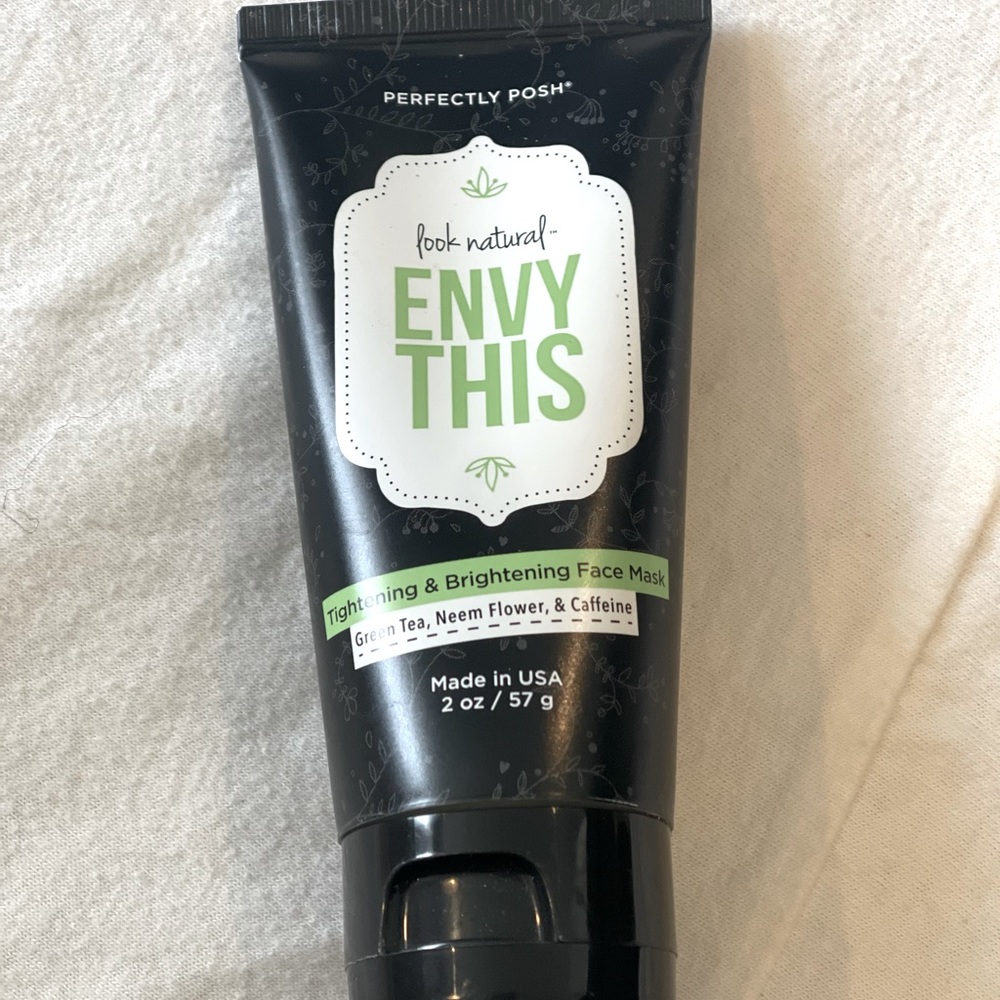 PERFECTLY POSH®
look natural™
ENVY
THIS
Tightening & Brightening Face Mask
Green Tea, Neem Flower, & Caffeine
Made in USA
2 oz / 57 g